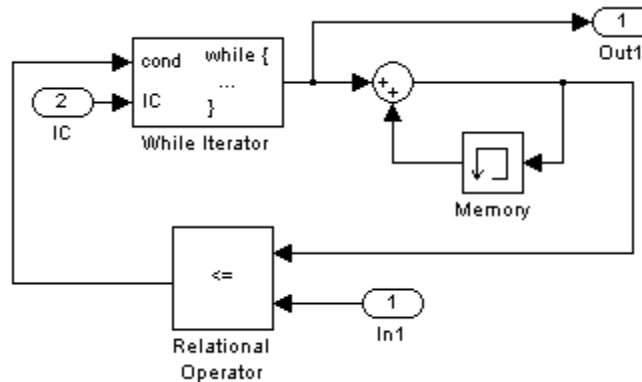 1
Out1
cond while {
...
IC
}
While Iterator
2
IC
+
+
Memory
<=
1
In1
Relational
Operator